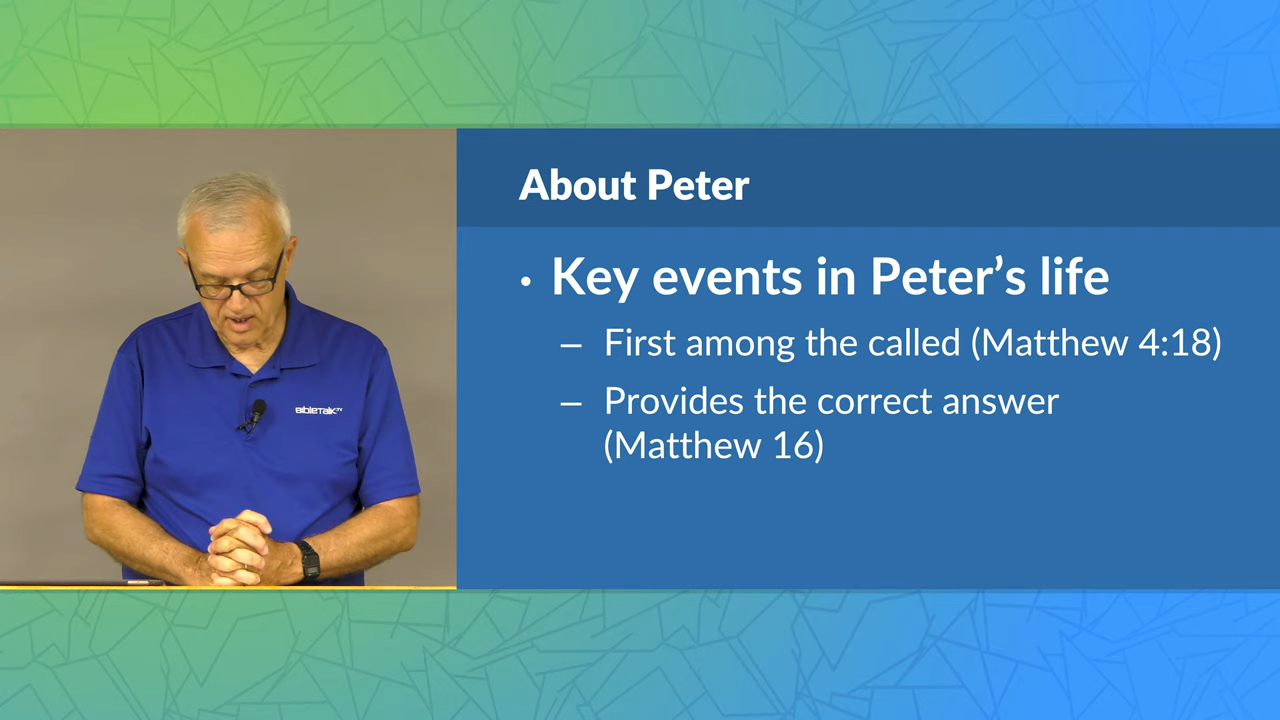 About Peter
• Key events in Peter’s life
– First among the called (Matthew 4:18)
– Provides the correct answer
(Matthew 16)
BibleTalk™